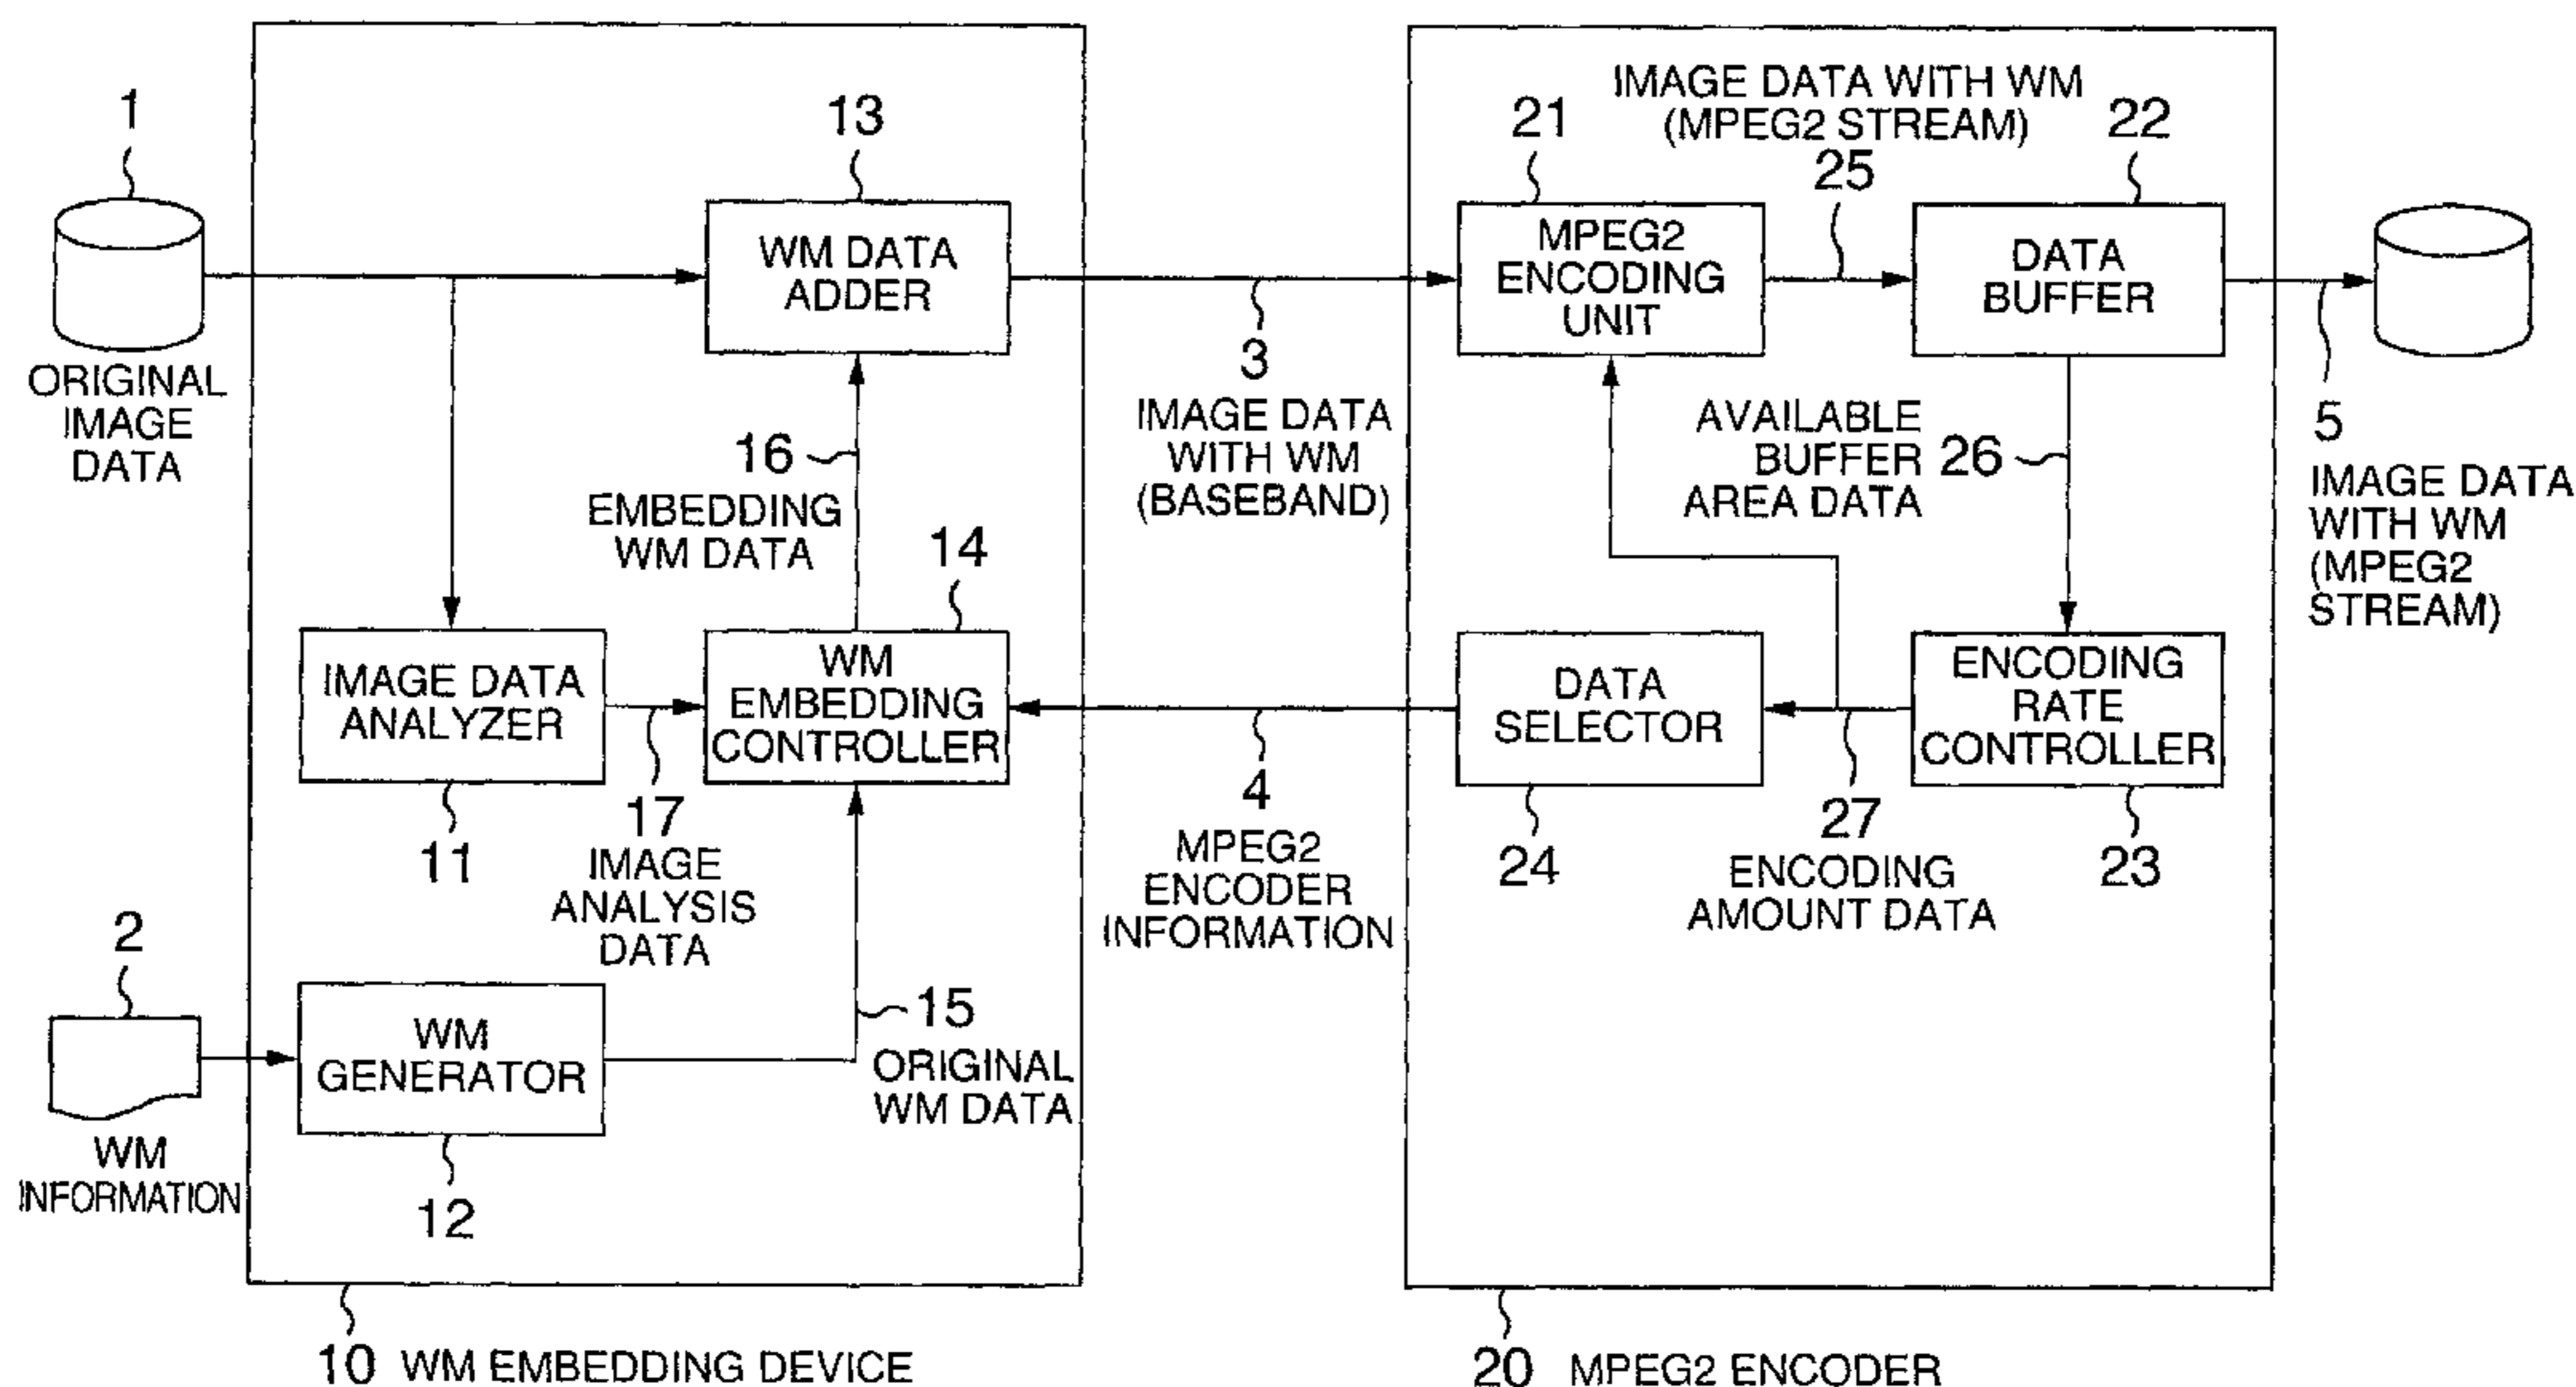 1
ORIGINAL
IMAGE
DATA
2
WM
INFORMATION
13
WM DATA
ADDER
16
EMBEDDING
WM DATA
14
WM
EMBEDDING
CONTROLLER
IMAGE DATA
ANALYZER
11
17
IMAGE
ANALYSIS
DATA
WM
GENERATOR
12
15
ORIGINAL
WM DATA
10 WM EMBEDDING DEVICE
3
IMAGE DATA
WITH WM
(BASEBAND)
4
MPEG2
ENCODER
INFORMATION
IMAGE DATA WITH WM
(MPEG2 STREAM)
21
25
22
MPEG2
ENCODING
UNIT
DATA
BUFFER
AVAILABLE
BUFFER
AREA DATA
26
DATA
SELECTOR
24
ENCODING
RATE
CONTROLLER
23
27
ENCODING
AMOUNT DATA
20 MPEG2 ENCODER
5
IMAGE DATA
WITH WM
(MPEG2
STREAM)